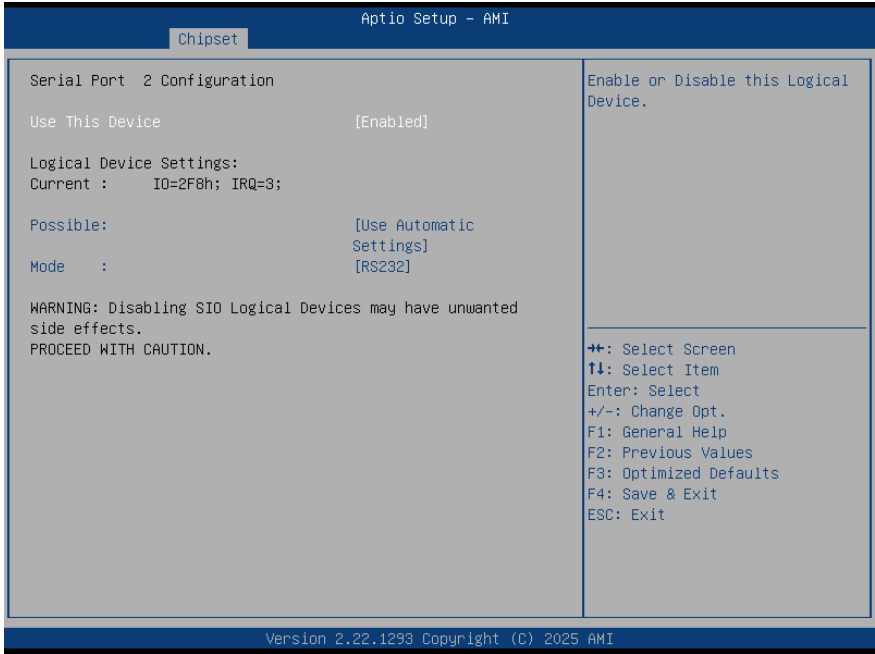 Aptio Setup – AMI
Chipset
Serial Port  2 Configuration
Use This Device [Enabled]
Logical Device Settings:
Current :     IO=2F8h; IRQ=3;
Possible: [Use Automatic
Settings]
Mode    : [RS232]
WARNING: Disabling SIO Logical Devices may have unwanted
side effects.
PROCEED WITH CAUTION.
Enable or Disable this Logical
Device.
→←: Select Screen
↑↓: Select Item
Enter: Select
+/-: Change Opt.
F1: General Help
F2: Previous Values
F3: Optimized Defaults
F4: Save & Exit
ESC: Exit
Version 2.22.1293 Copyright (C) 2025 AMI